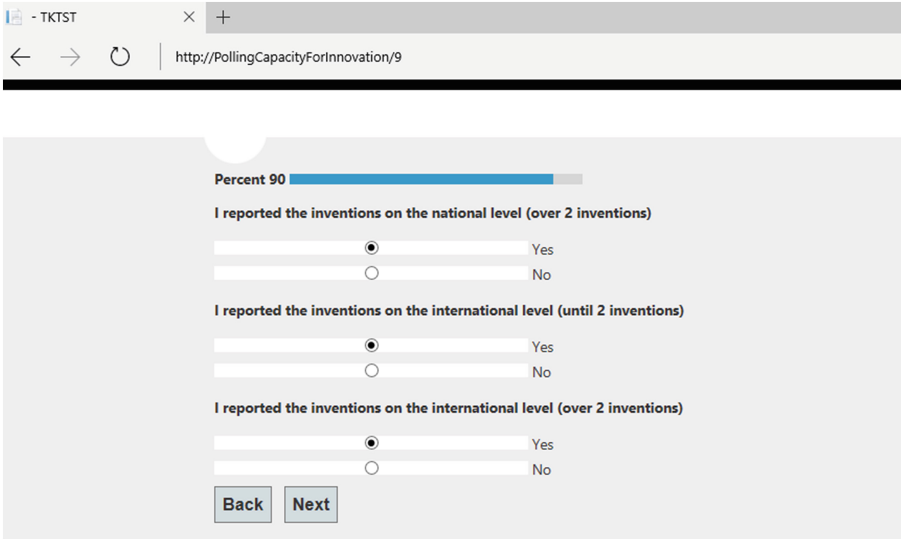 - TKTST
http://PollingCapacityForInnovation/9
Percent 90
I reported the inventions on the national level (over 2 inventions)
Yes
No
I reported the inventions on the international level (until 2 inventions)
Yes
No
I reported the inventions on the international level (over 2 inventions)
Yes
No
Back Next